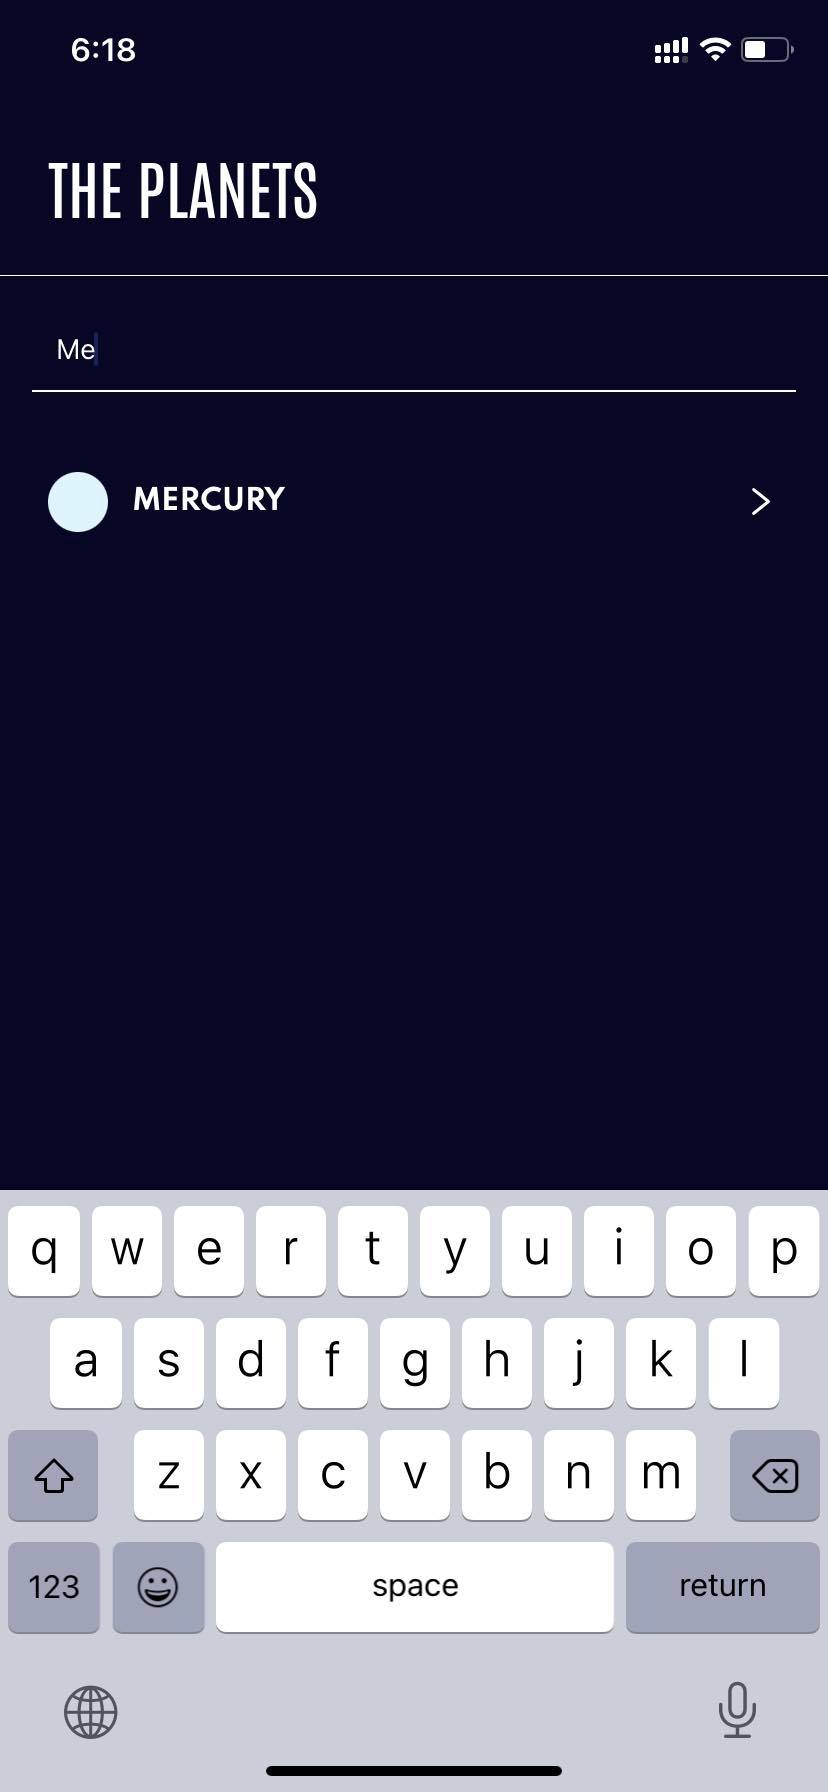 6:18
THE PLANETS
Me
MERCURY
q w e r t y u i o p
a s d f g h j k l
z x c v b n m
123 space return